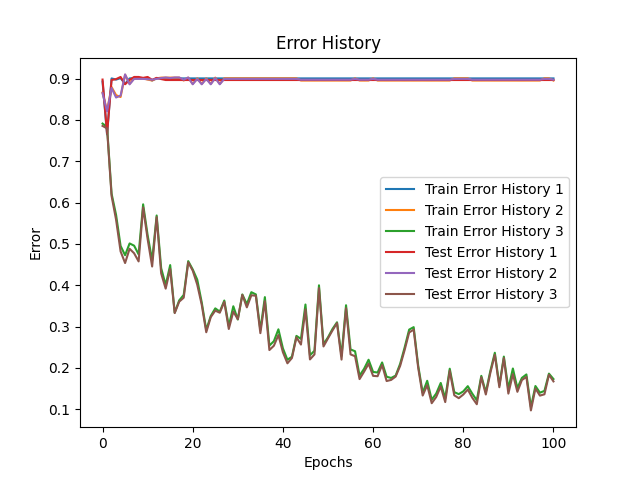 Error History
0.9
0.8
0.7
0.6
0.5
0.4
0.3
0.2
0.1
Error
Train Error History 1
Train Error History 2
Train Error History 3
Test Error History 1
Test Error History 2
Test Error History 3
0 20 40 60 80 100
Epochs